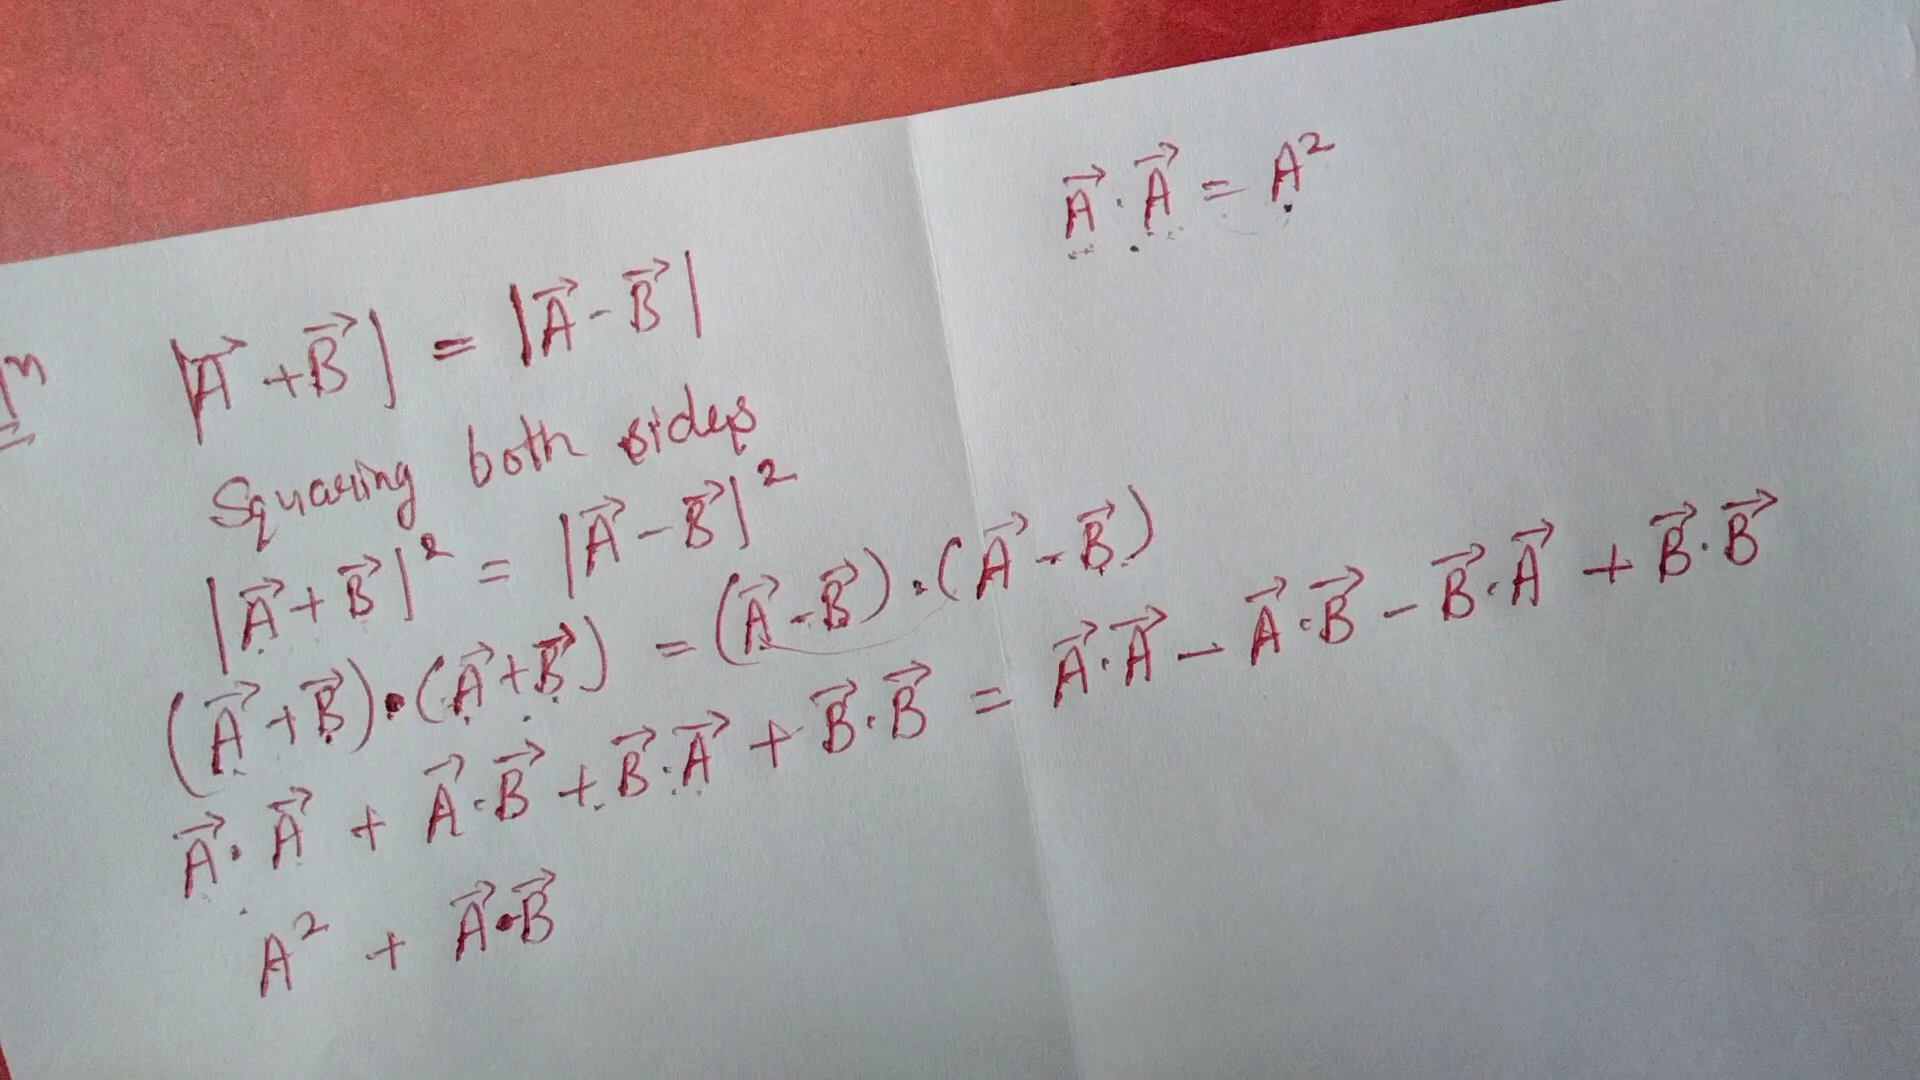 A⃗ · A⃗ = A²
|A⃗ + B⃗| = |A⃗ - B⃗|
Squaring both sides
|A⃗ + B⃗|² = |A⃗ - B⃗|²
(A⃗ + B⃗) · (A⃗ + B⃗) = (A⃗ - B⃗) · (A⃗ - B⃗)
A⃗ · A⃗ + A⃗ · B⃗ + B⃗ · A⃗ + B⃗ · B⃗ = A⃗ · A⃗ - A⃗ · B⃗ - B⃗ · A⃗ + B⃗ · B⃗
A² + A⃗ · B⃗